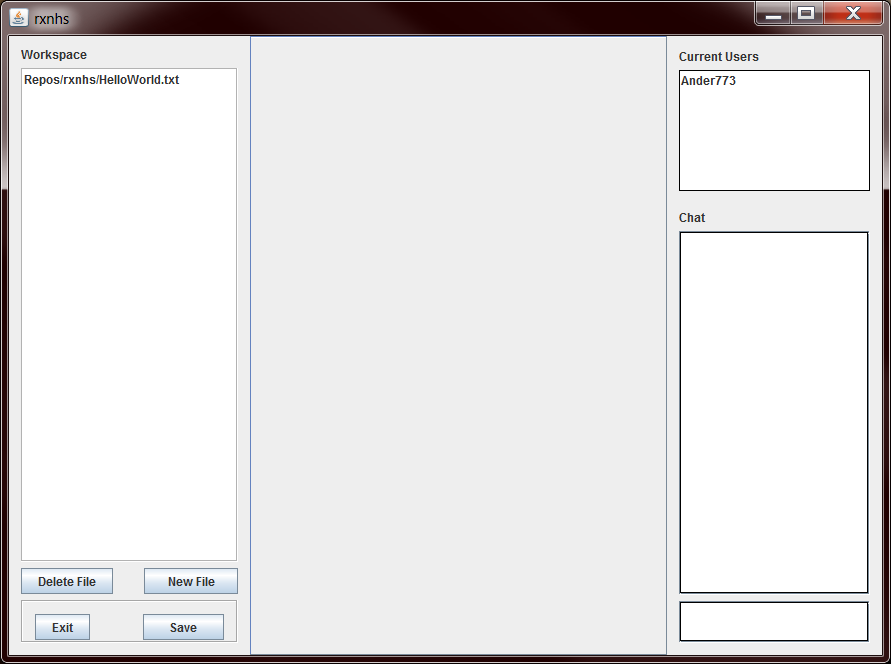 rxnhs
Workspace
Repos/rxnhs/HelloWorld.txt
Delete File
New File
Exit
Save
Current Users
Ander773
Chat